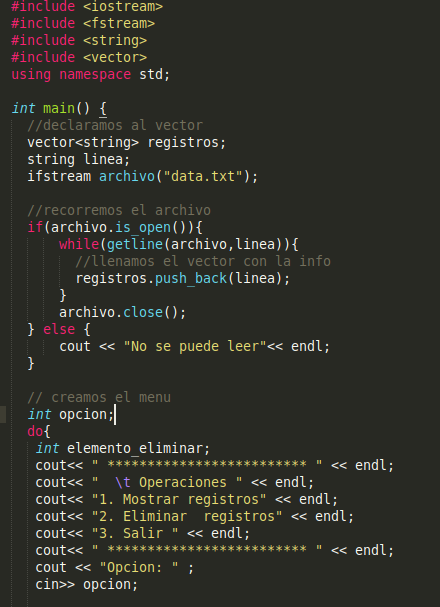 #include <iostream>
#include <fstream>
#include <string>
#include <vector>
using namespace std;
int main() {
//declaramos al vector
vector<string> registros;
string linea;
ifstream archivo("data.txt");
//recorremos el archivo
if(archivo.is_open()){
while(getline(archivo,linea)){
//llenamos el vector con la info
registros.push_back(linea);
}
archivo.close();
} else {
cout << "No se puede leer"<< endl;
}
// creamos el menu
int opcion;
do{
int elemento_eliminar;
cout<< " ************************* " << endl;
cout<< "  \t Operaciones " << endl;
cout<< "1. Mostrar registros" << endl;
cout<< "2. Eliminar  registros" << endl;
cout<< "3. Salir " << endl;
cout<< " ************************* " << endl;
cout << "Opcion: " ;
cin>> opcion;